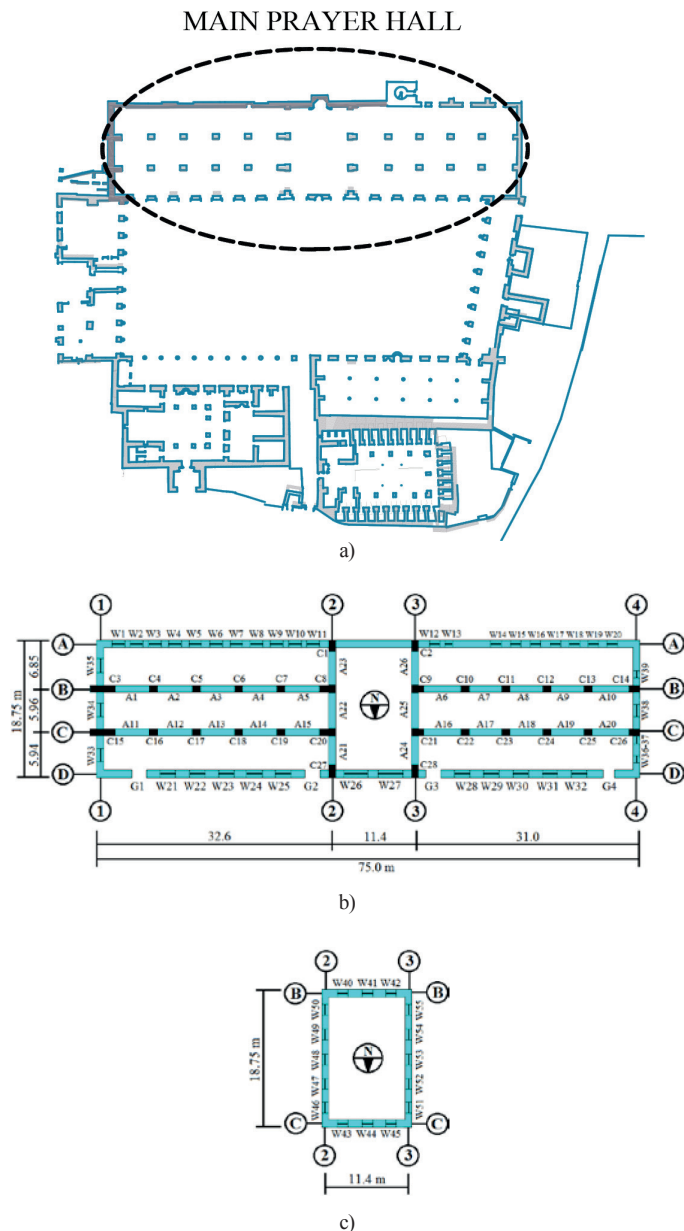 MAIN PRAYER HALL
a)
1 2 3 4
W1 W2 W3 W4 W5 W6 W7 W8 W9 W10 W11 W12 W13 W14 W15 W16 W17 W18 W19 W20
A A
C1 C2
6.85 W35 A23 A26 W39
C3 C4 C5 C6 C7 C8 C9 C10 C11 C12 C13 C14
B B
A1 A2 A3 A4 A5 A6 A7 A8 A9 A10
18.75 m 5.96 W34 A22 N A25 W38
A11 A12 A13 A14 A15 A16 A17 A18 A19 A20
C C
C15 C16 C17 C18 C19 C20 C21 C22 C23 C24 C25 C26
5.94 W33 A21 A24 W36-37
C27 C28
D D
G1 W21 W22 W23 W24 W25 G2 W26 W27 G3 W28 W29 W30 W31 W32 G4
1 2 3 4
32.6 11.4 31.0
75.0 m
b)
2 3
W40 W41 W42
B B
W50 W55
W49 W54
18.75 m W48 N W53
W47 W52
W46 W51
C C
W43 W44 W45
2 3
11.4 m
c)